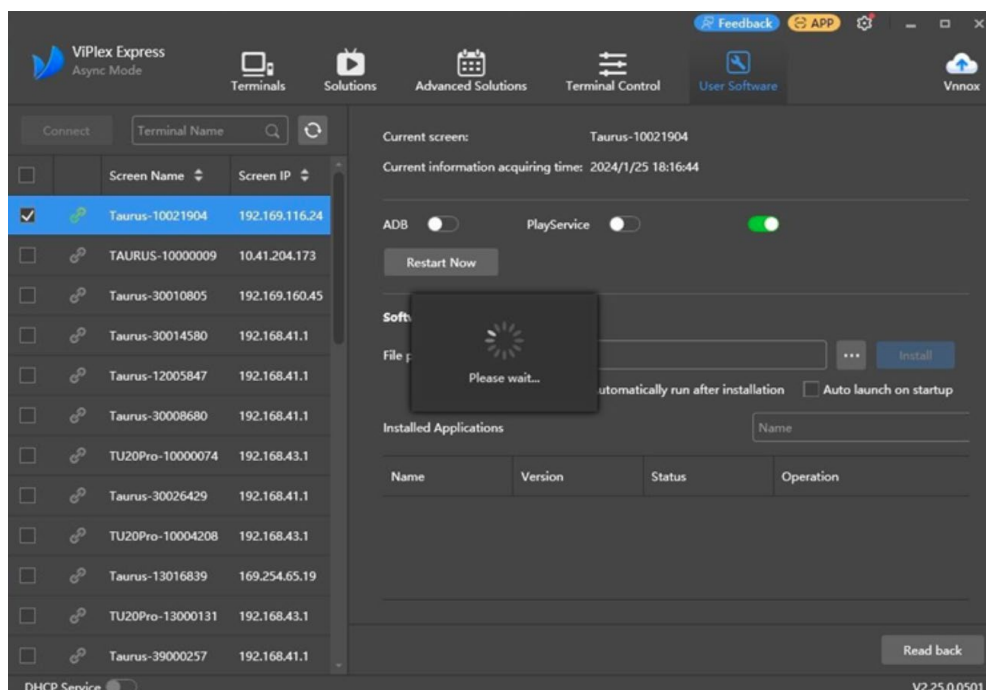 Feedback
APP
ViPlex Express
Async Mode
Terminals
Solutions
Advanced Solutions
Terminal Control
User Software
Vnnox
Connect
Terminal Name
Screen Name
Screen IP
Taurus-10021904 192.169.116.24
TAURUS-10000009 10.41.204.173
Taurus-30010805 192.169.160.45
Taurus-30014580 192.168.41.1
Taurus-12005847 192.168.41.1
Taurus-30008680 192.168.41.1
TU20Pro-10000074 192.168.43.1
Taurus-30026429 192.168.41.1
TU20Pro-10004208 192.168.43.1
Taurus-13016839 169.254.65.19
TU20Pro-13000131 192.168.43.1
Taurus-39000257 192.168.41.1
DHCP Service
Current screen: Taurus-10021904
Current information acquiring time: 2024/1/25 18:16:44
ADB
PlayService
Restart Now
Please wait...
File
...
Install
run after installation
Auto launch on startup
Installed Applications
Name
Name Version Status Operation
Read back
V2.25.0.0501